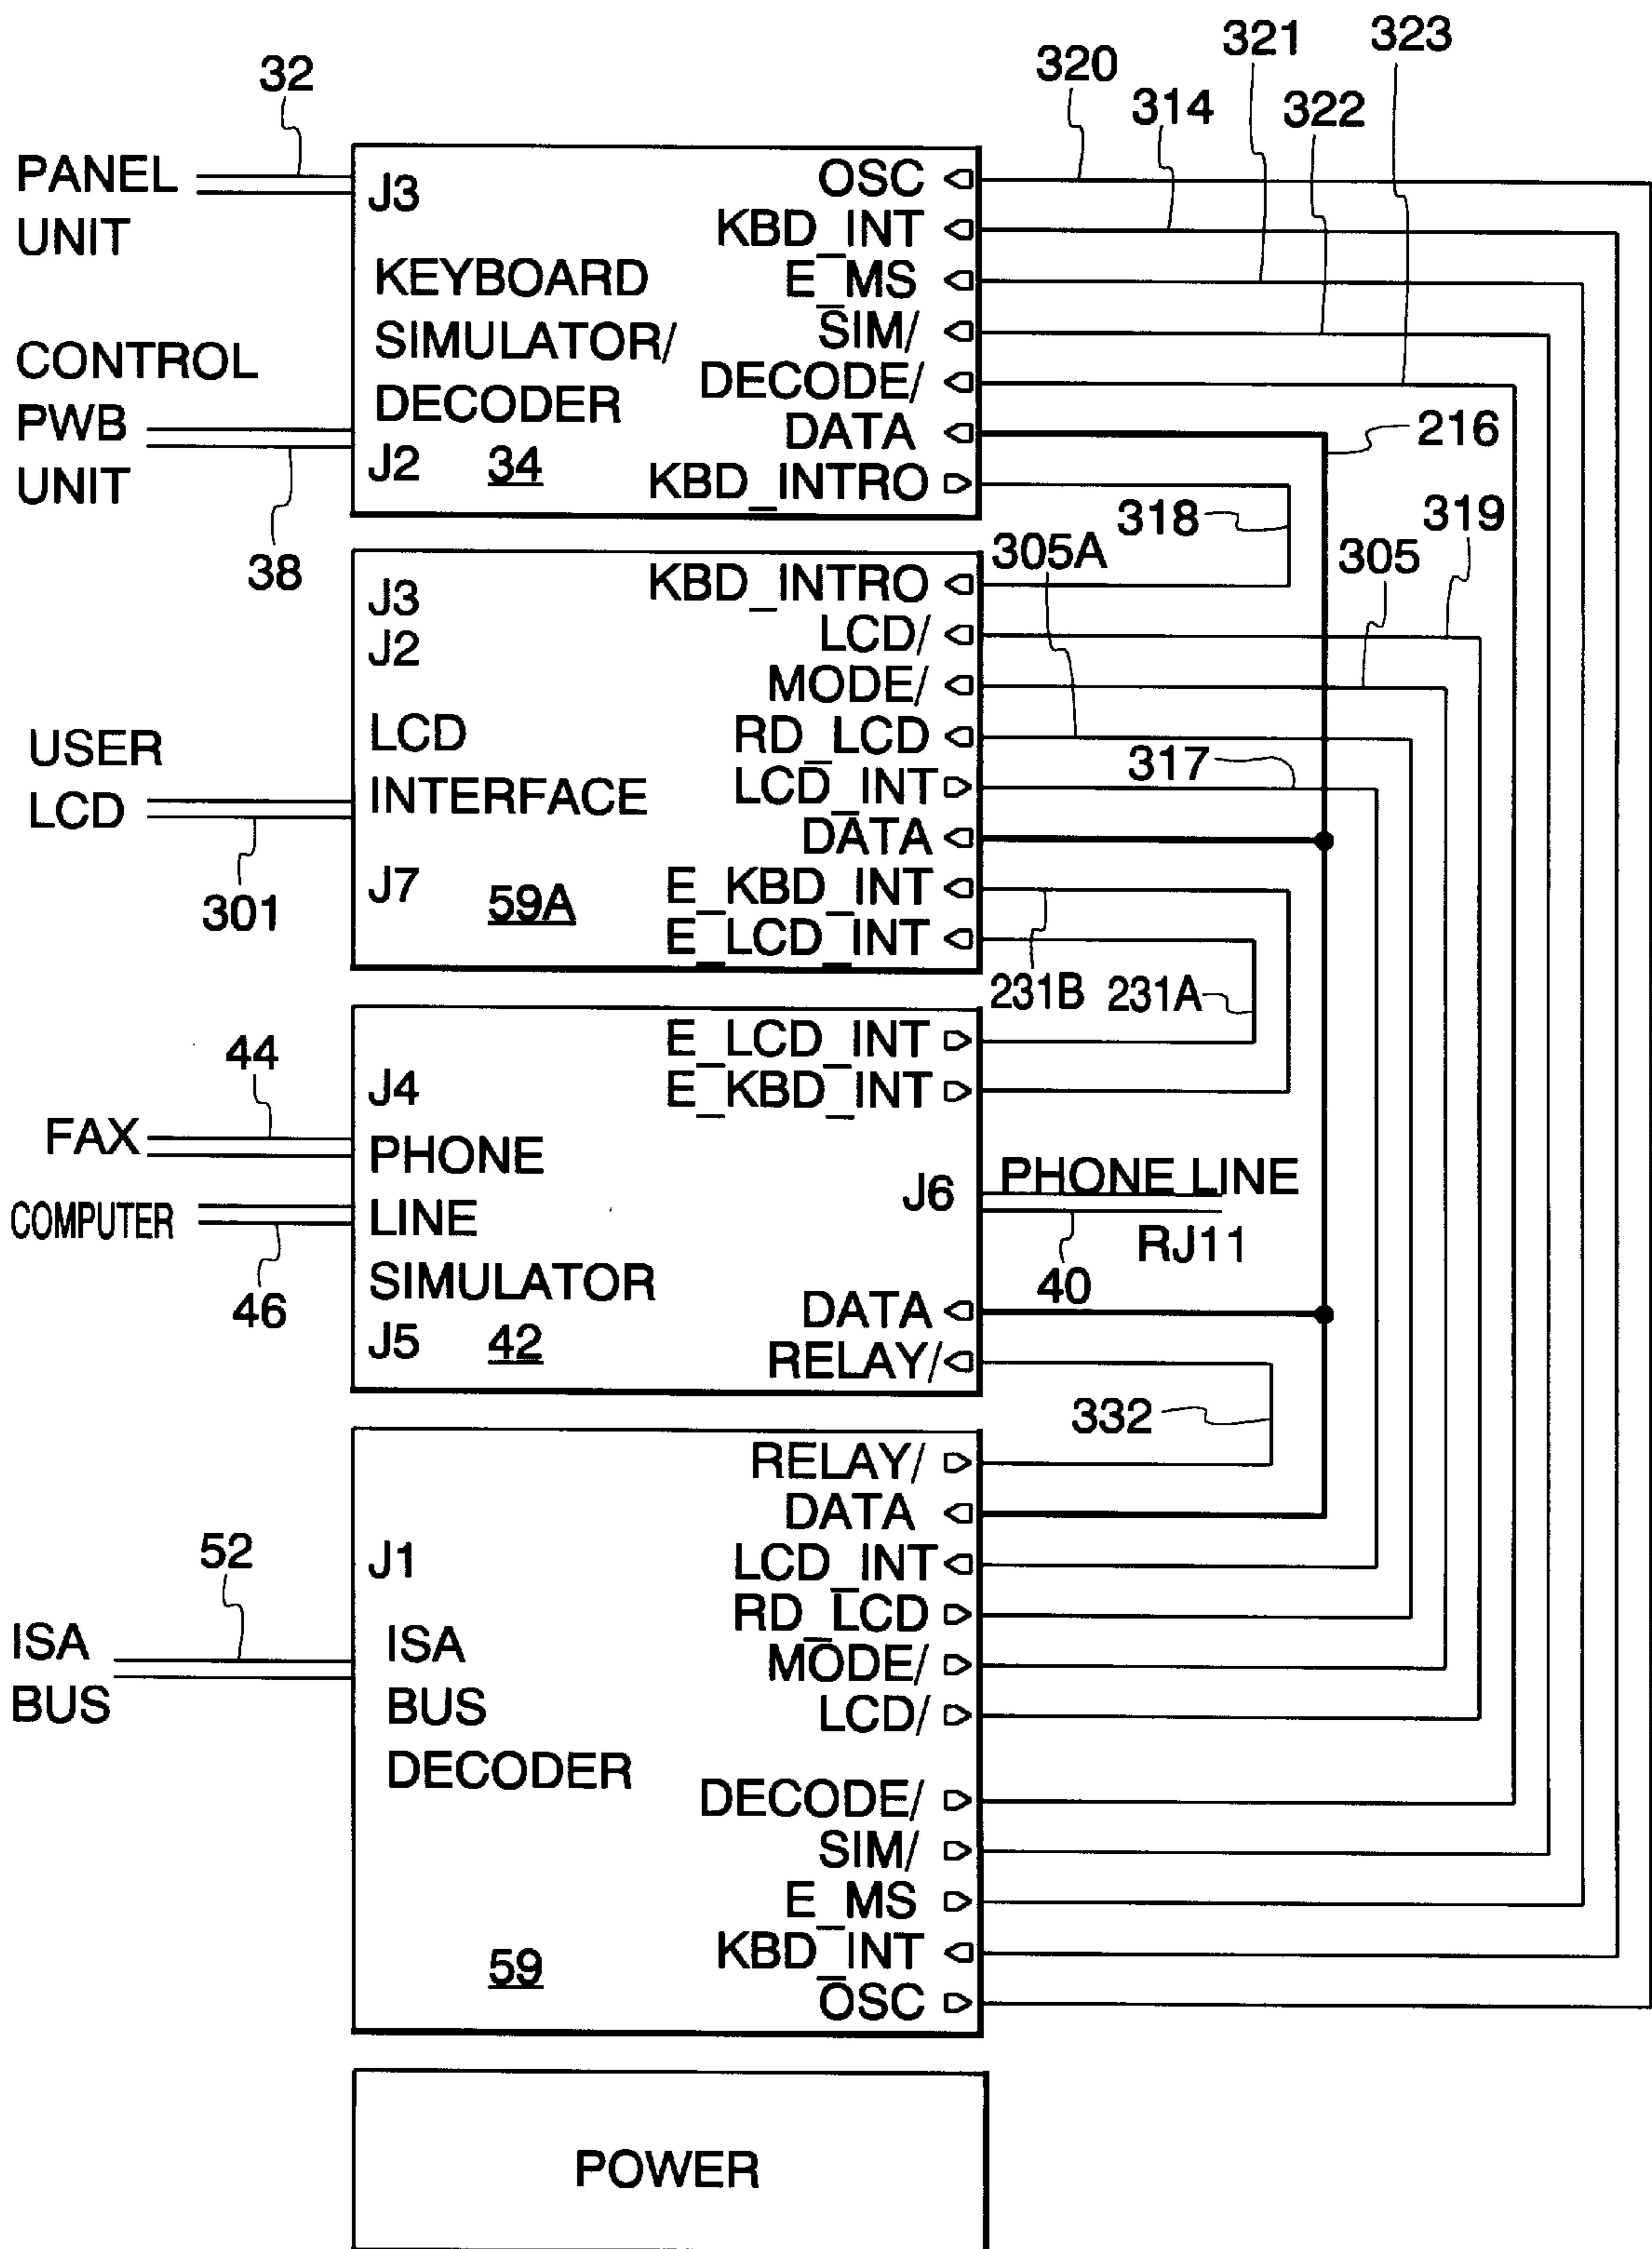 321
323
320
322
314
32
PANEL
UNIT
J3
OSC
KBD_INT
KEYBOARD
E_MS
SIMULATOR/
SIM/
CONTROL
DECODER
DECODE/
PWB
DATA
216
UNIT
J2
34
KBD_INTRO
318
319
305A
305
38
J3
KBD_INTRO
J2
LCD/
MODE/
USER
LCD
RD_LCD
317
LCD
INTERFACE
LCD_INT
DATA
301
J7
59A
E_KBD_INT
E_LCD_INT
231B
231A
44
E_LCD_INT
J4
E_KBD_INT
FAX
PHONE
PHONE LINE
COMPUTER
LINE
J6
RJ11
40
46
SIMULATOR
DATA
J5
42
RELAY/
332
RELAY/
DATA
52
J1
LCD_INT
RD_LCD
ISA
ISA
MODE/
BUS
BUS
LCD/
DECODER
DECODE/
SIM/
E_MS
59
KBD_INT
OSC
POWER